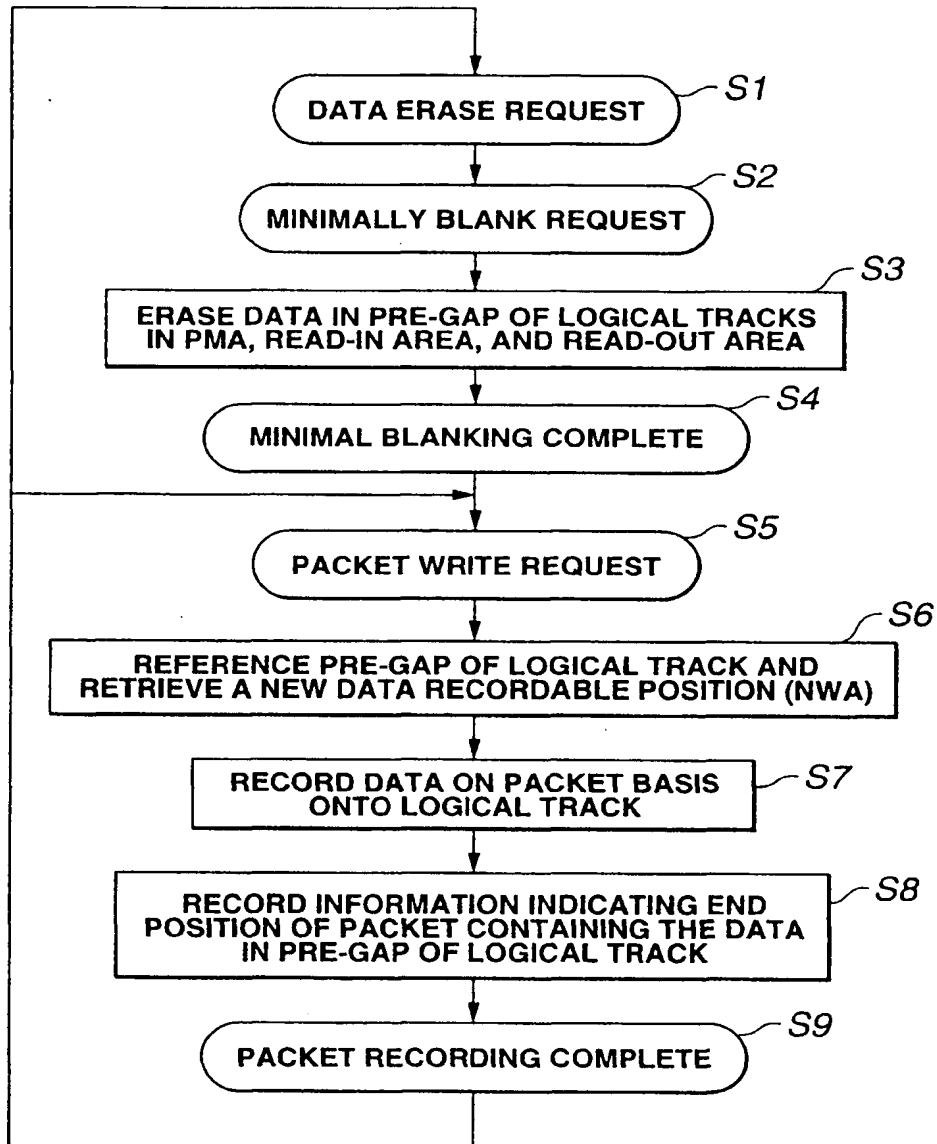 S1
DATA ERASE REQUEST
S2
MINIMALLY BLANK REQUEST
S3
ERASE DATA IN PRE-GAP OF LOGICAL TRACKS
IN PMA, READ-IN AREA, AND READ-OUT AREA
S4
MINIMAL BLANKING COMPLETE
S5
PACKET WRITE REQUEST
S6
REFERENCE PRE-GAP OF LOGICAL TRACK AND
RETRIEVE A NEW DATA RECORDABLE POSITION (NWA)
S7
RECORD DATA ON PACKET BASIS
ONTO LOGICAL TRACK
S8
RECORD INFORMATION INDICATING END
POSITION OF PACKET CONTAINING THE DATA
IN PRE-GAP OF LOGICAL TRACK
S9
PACKET RECORDING COMPLETE